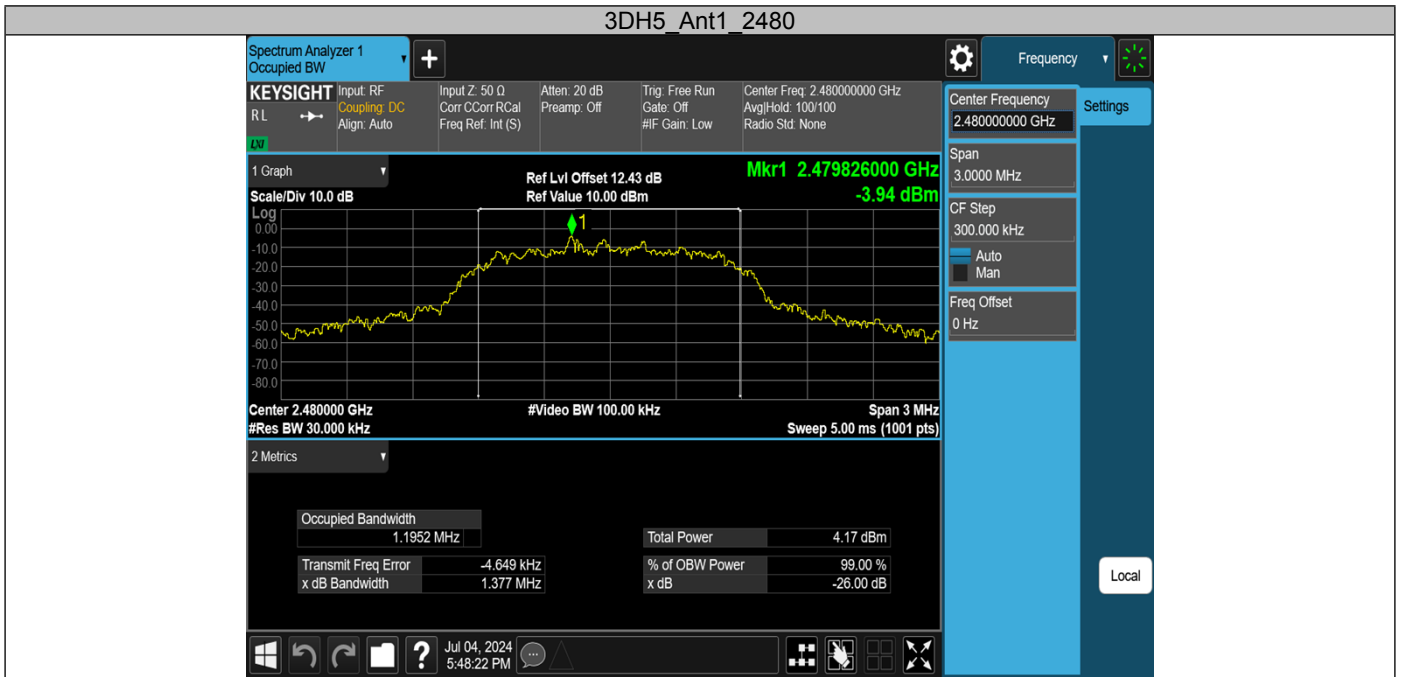 3DH5_Ant1_2480
Spectrum Analyzer 1
Occupied BW
+
Frequency
KEYSIGHT
RL
LXI
Input: RF
Coupling: DC
Align: Auto
Input Z: 50 Ω
Corr CCorr RCal
Freq Ref: Int (S)
Atten: 20 dB
Preamp: Off
Trig: Free Run
Gate: Off
#IF Gain: Low
Center Freq: 2.480000000 GHz
Avg|Hold: 100/100
Radio Std: None
Center Frequency
2.480000000 GHz
Settings
Span
3.0000 MHz
CF Step
300.000 kHz
Auto
Man
Freq Offset
0 Hz
Local
1 Graph
Scale/Div 10.0 dB
Ref Lvl Offset 12.43 dB
Ref Value 10.00 dBm
Mkr1 2.479826000 GHz
-3.94 dBm
Log
1
0.00
-10.0
-20.0
-30.0
-40.0
-50.0
-60.0
-70.0
-80.0
Center 2.480000 GHz
#Video BW 100.00 kHz
Span 3 MHz
#Res BW 30.000 kHz
Sweep 5.00 ms (1001 pts)
2 Metrics
Occupied Bandwidth
1.1952 MHz
Total Power 4.17 dBm
Transmit Freq Error -4.649 kHz
% of OBW Power 99.00 %
x dB Bandwidth 1.377 MHz
x dB -26.00 dB
?
Jul 04, 2024
5:48:22 PM